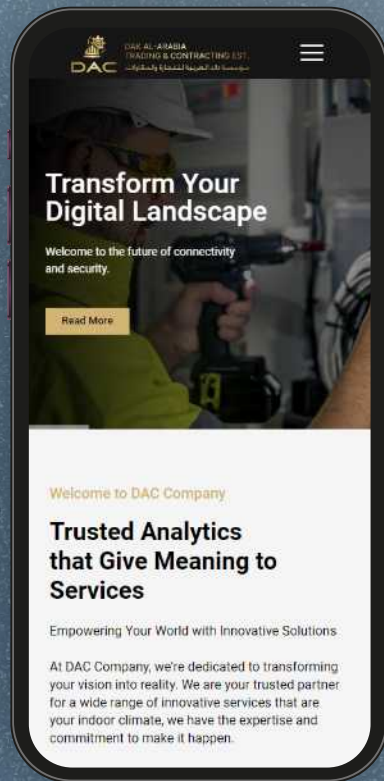 DAC
DAK AL-ARABIA
TRADING & CONTRACTING EST.
Transform Your
Digital Landscape
Welcome to the future of connectivity
and security.
Read More
Welcome to DAC Company
Trusted Analytics
that Give Meaning to
Services
Empowering Your World with Innovative Solutions
At DAC Company, we're dedicated to transforming
your vision into reality. We are your trusted partner
for a wide range of innovative services that are
your indoor climate, we have the expertise and
commitment to make it happen.